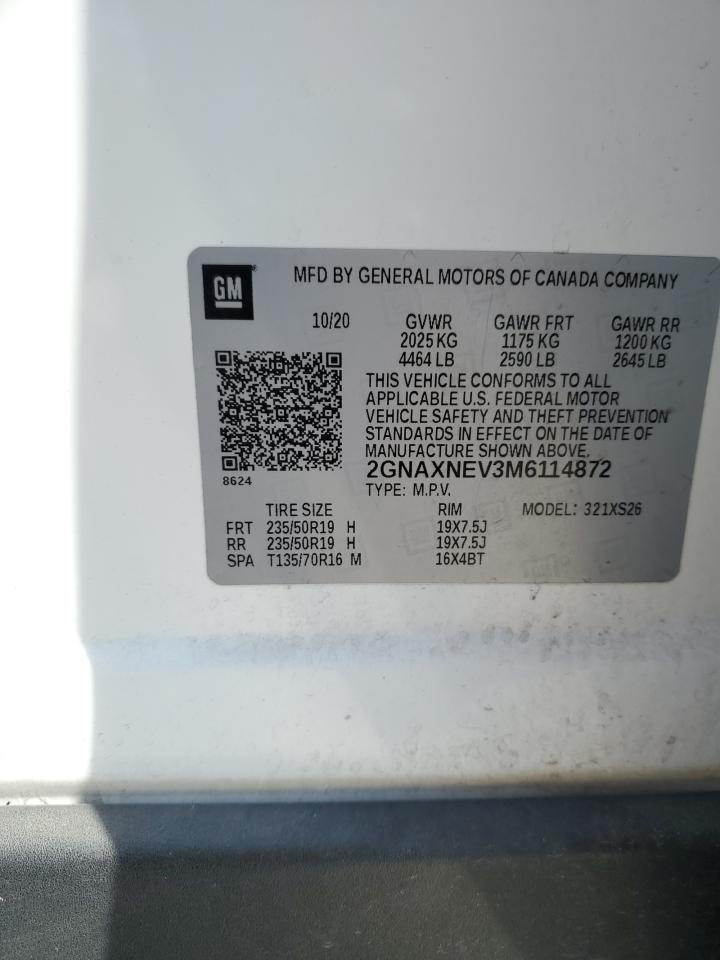 GM
MFD BY GENERAL MOTORS OF CANADA COMPANY
10/20 GVWR GAWR FRT GAWR RR
2025 KG 1175 KG 1200 KG
4464 LB 2590 LB 2645 LB
THIS VEHICLE CONFORMS TO ALL
APPLICABLE U.S. FEDERAL MOTOR
VEHICLE SAFETY AND THEFT PREVENTION
STANDARDS IN EFFECT ON THE DATE OF
MANUFACTURE SHOWN ABOVE.
2GNAXNEV3M6114872
8624
TYPE: M.P.V.
TIRE SIZE RIM MODEL: 321XS26
FRT 235/50R19 H 19X7.5J
RR 235/50R19 H 19X7.5J
SPA T135/70R16 M 16X4BT